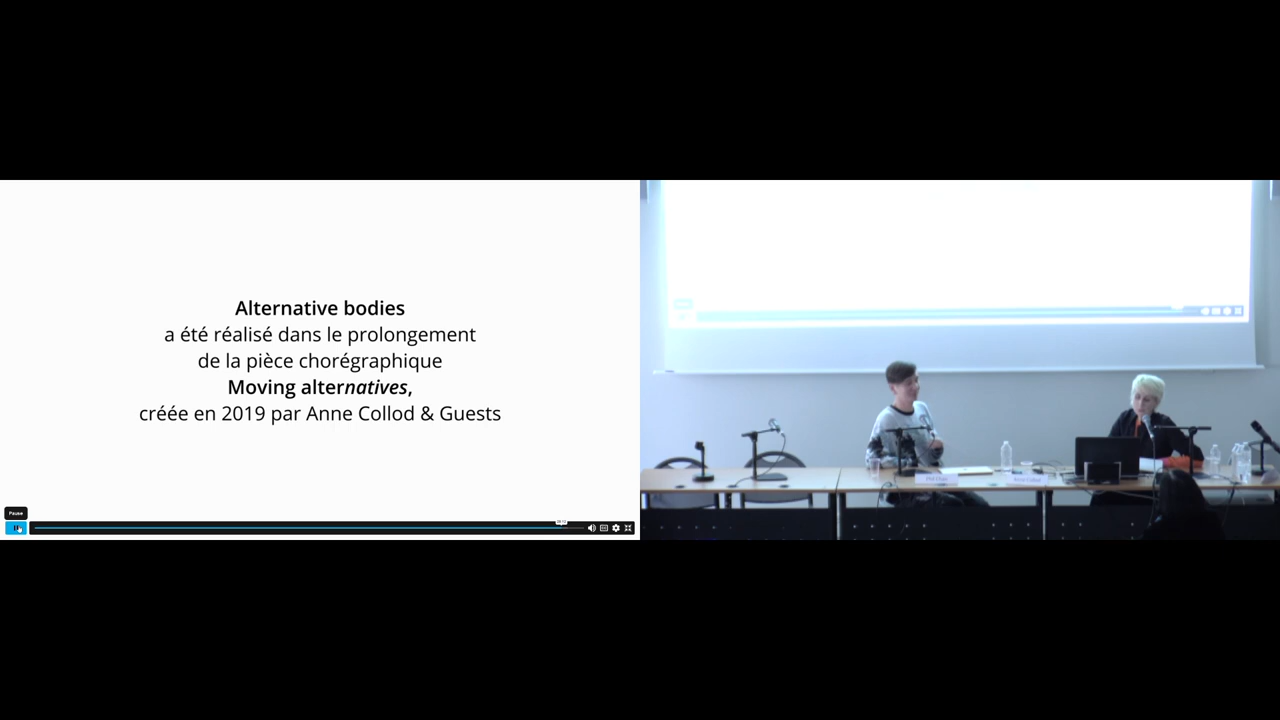 Alternative bodies
a été réalisé dans le prolongement
de la pièce chorégraphique
Moving alternatives,
créée en 2019 par Anne Collod & Guests
Pause